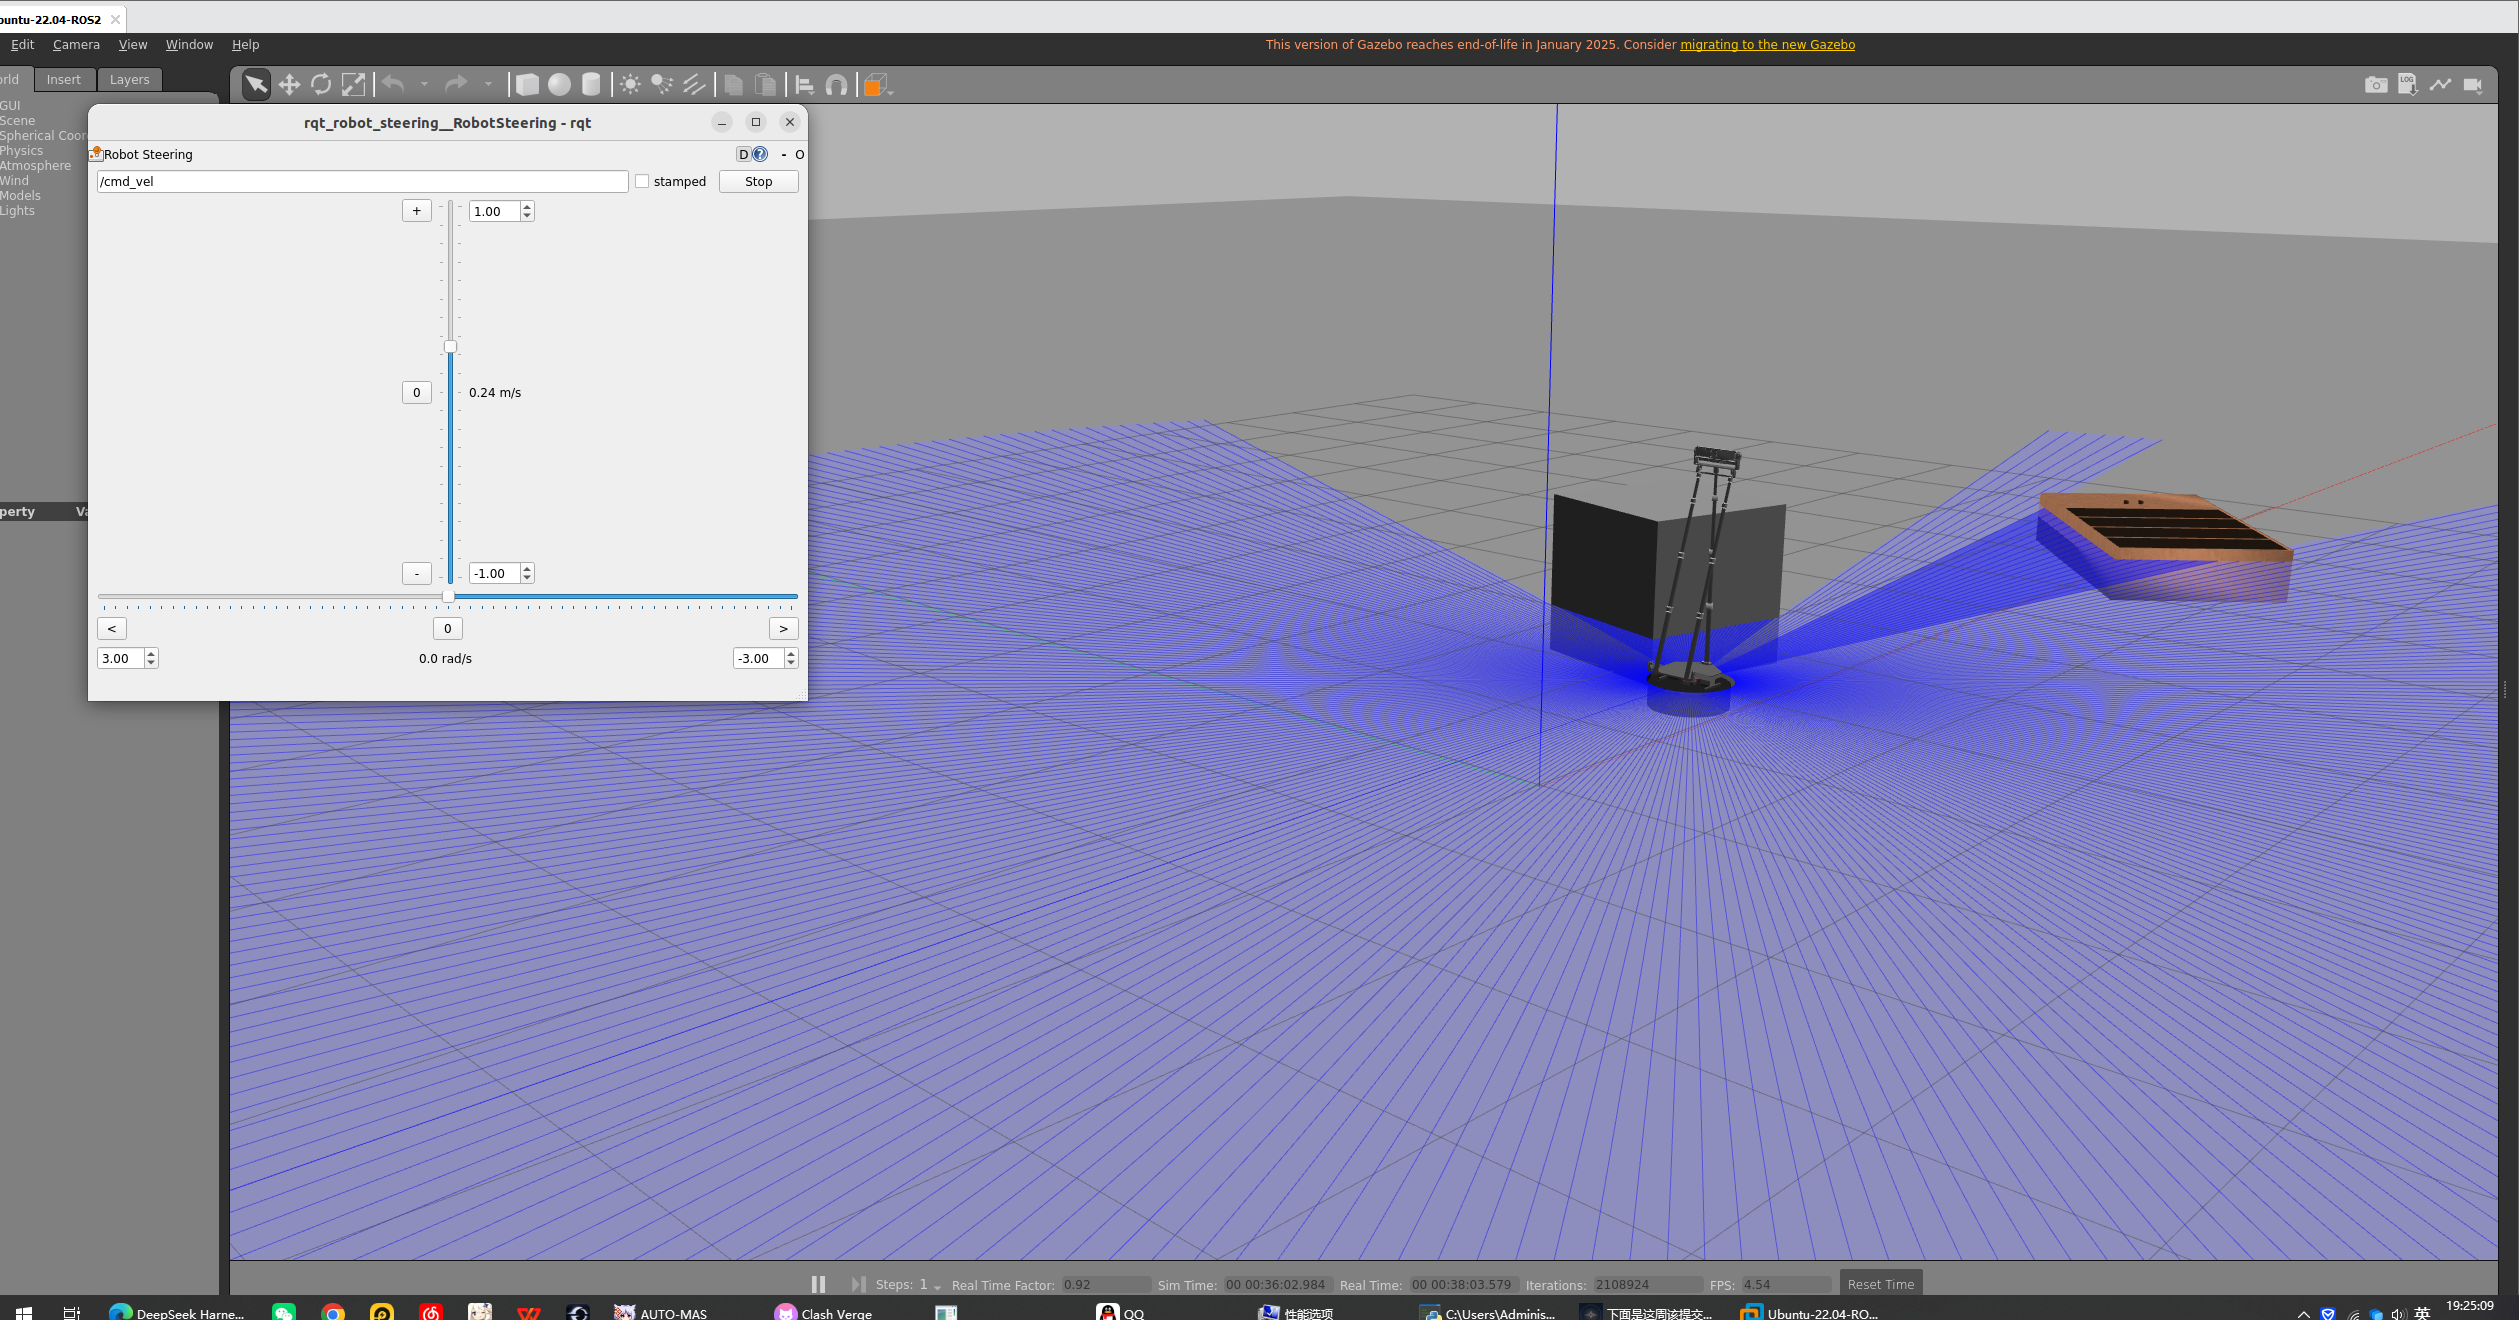 buntu-22.04-ROS2
Edit Camera View Window Help
This version of Gazebo reaches end-of-life in January 2025. Consider migrating to the new Gazebo
orld Insert Layers
LOG
GUI
Scene
Spherical Coor
Physics
Atmosphere
Wind
Models
Lights
perty Va
rqt_robot_steering__RobotSteering - rqt
Robot Steering
D ? - O
/cmd_vel
stamped
Stop
+
1.00
0
0.24 m/s
-
-1.00
< 0 >
3.00
0.0 rad/s
-3.00
Steps: 1
Real Time Factor: 0.92
Sim Time: 00 00:36:02.984
Real Time: 00 00:38:03.579
Iterations: 2108924
FPS: 4.54
Reset Time
DeepSeek Harne...
AUTO-MAS
Clash Verge
QQ
性能选项
C:\Users\Adminis...
下面是这周该提交...
Ubuntu-22.04-RO...
英
19:25:09